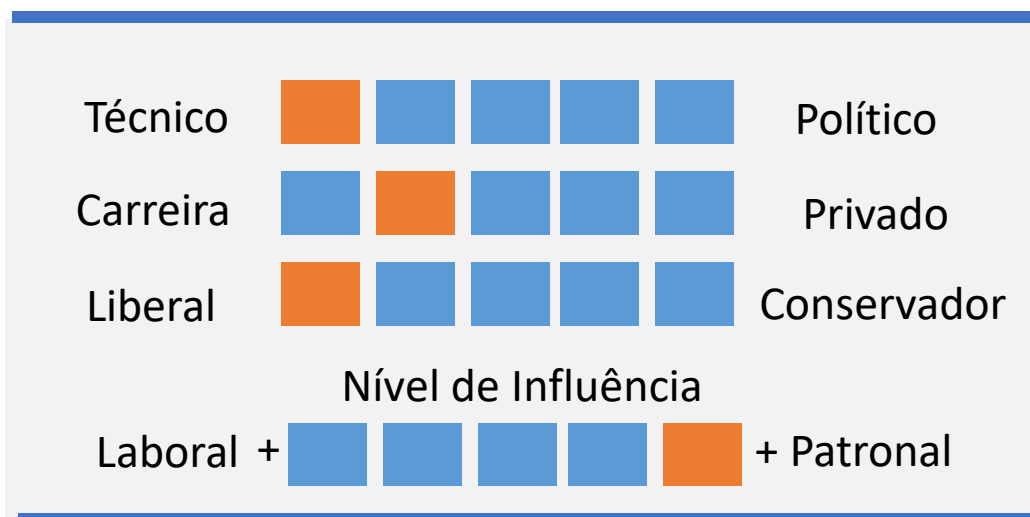 Técnico Político
Carreira Privado
Liberal Conservador
Nível de Influência
Laboral + + Patronal